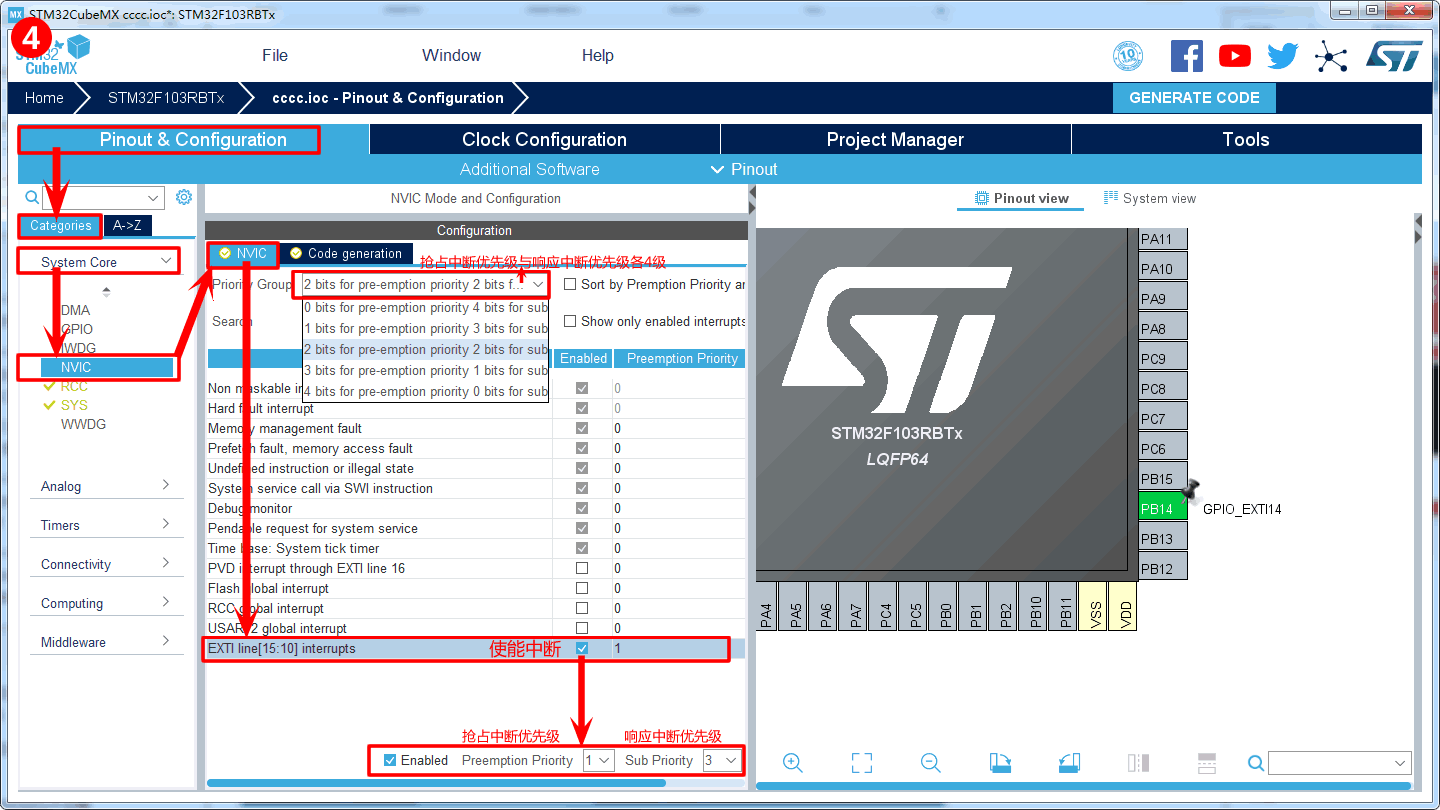 STM32CubeMX cccc.ioc*: STM32F103RBTx
4
STM32
CubeMX
File
Window
Help
10
Home
STM32F103RBTx
cccc.ioc - Pinout & Configuration
GENERATE CODE
Pinout & Configuration
Clock Configuration
Project Manager
Tools
Additional Software
Pinout
Categories
A->Z
System Core
DMA
GPIO
IWDG
NVIC
RCC
SYS
WWDG
Analog
Timers
Connectivity
Computing
Middleware
NVIC Mode and Configuration
Configuration
NVIC
Code generation
抢占中断优先级与响应中断优先级各4级
Priority Group
2 bits for pre-emption priority 2 bits f...
Sort by Premption Priority an
0 bits for pre-emption priority 4 bits for sub
1 bits for pre-emption priority 3 bits for sub
2 bits for pre-emption priority 2 bits for sub
3 bits for pre-emption priority 1 bits for sub
4 bits for pre-emption priority 0 bits for sub
Search
Show only enabled interrupts
Enabled
Preemption Priority
Non maskable in
0
Hard fault interrupt
0
Memory management fault
0
Prefetch fault, memory access fault
0
Undefined instruction or illegal state
0
System service call via SWI instruction
0
Debug monitor
0
Pendable request for system service
0
Time base: System tick timer
0
PVD interrupt through EXTI line 16
0
Flash global interrupt
0
RCC global interrupt
0
USART2 global interrupt
0
EXTI line[15:10] interrupts
使能中断
1
抢占中断优先级
响应中断优先级
Enabled
Preemption Priority
1
Sub Priority
3
Pinout view
System view
STM32F103RBTx
LQFP64
PA11
PA10
PA9
PA8
PC9
PC8
PC7
PC6
PB15
PB14
GPIO_EXTI14
PB13
PB12
PA4
PA5
PA6
PA7
PC4
PC5
PB0
PB1
PB2
PB10
PB11
VSS
VDD